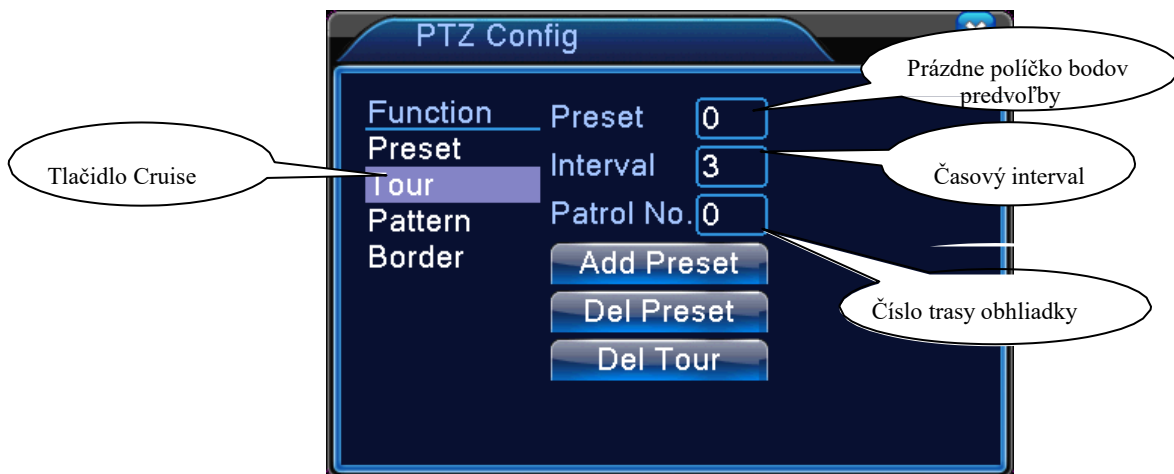 PTZ Config
Prázdne políčko bodov
predvoľby
Function
Preset
0
Preset
Interval
3
Časový interval
Tlačidlo Cruise
Tour
Patrol No.
0
Pattern
Border
Add Preset
Del Preset
Číslo trasy obhliadky
Del Tour